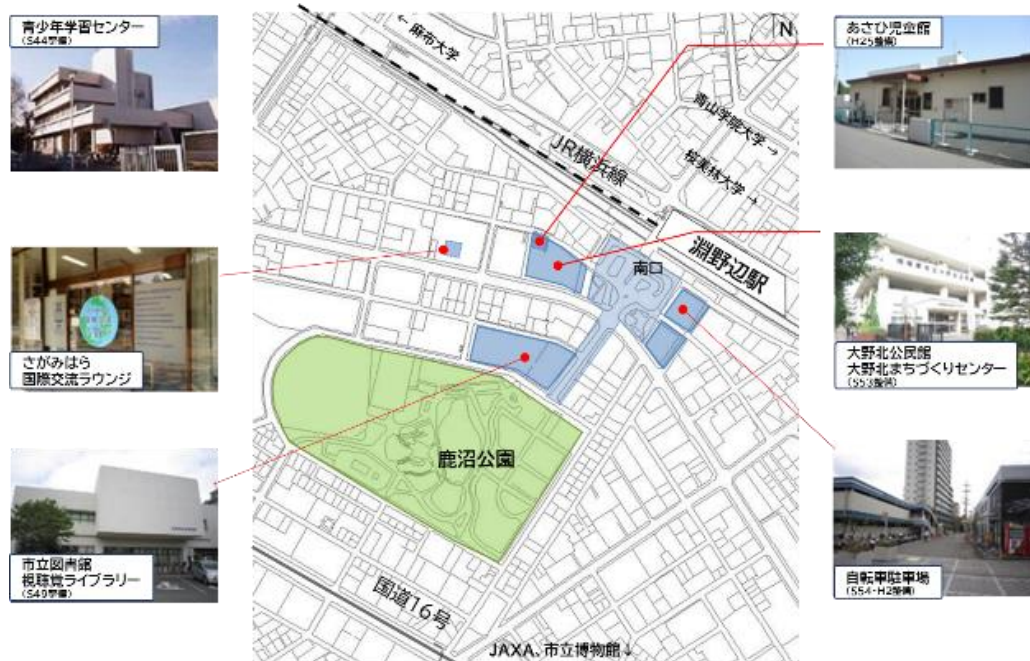 青少年学習センター
(S44整備)
さがみはら
国際交流ラウンジ
市立図書館
視聴覚ライブラリー
(S49整備)
← 麻布大学
N
JR横浜線
青山学院大学 →
桜美林大学 →
淵野辺駅
南口
鹿沼公園
国道16号
JAXA、市立博物館↓
あさひ児童館
(H25整備)
大野北公民館
大野北まちづくりセンター
(S53整備)
自転車駐車場
(S54・H2整備)